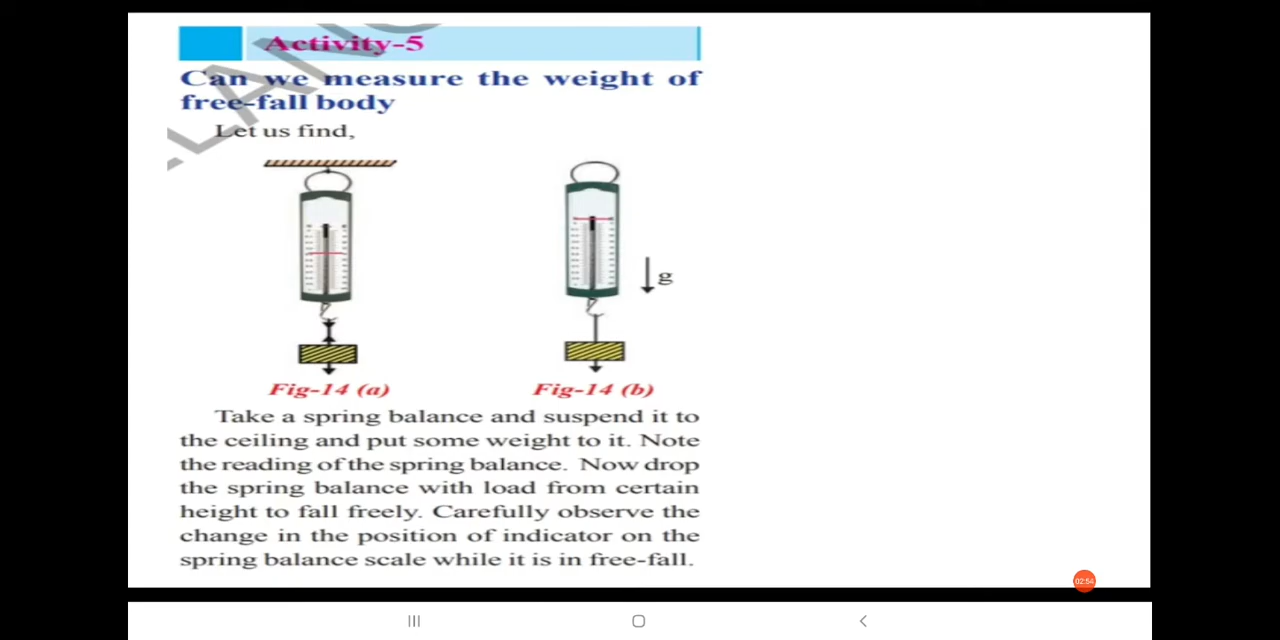 Activity-5
Can we measure the weight of
free-fall body
Let us find,
g
Fig-14 (a)
Fig-14 (b)
Take a spring balance and suspend it to
the ceiling and put some weight to it. Note
the reading of the spring balance. Now drop
the spring balance with load from certain
height to fall freely. Carefully observe the
change in the position of indicator on the
spring balance scale while it is in free-fall.
02:54